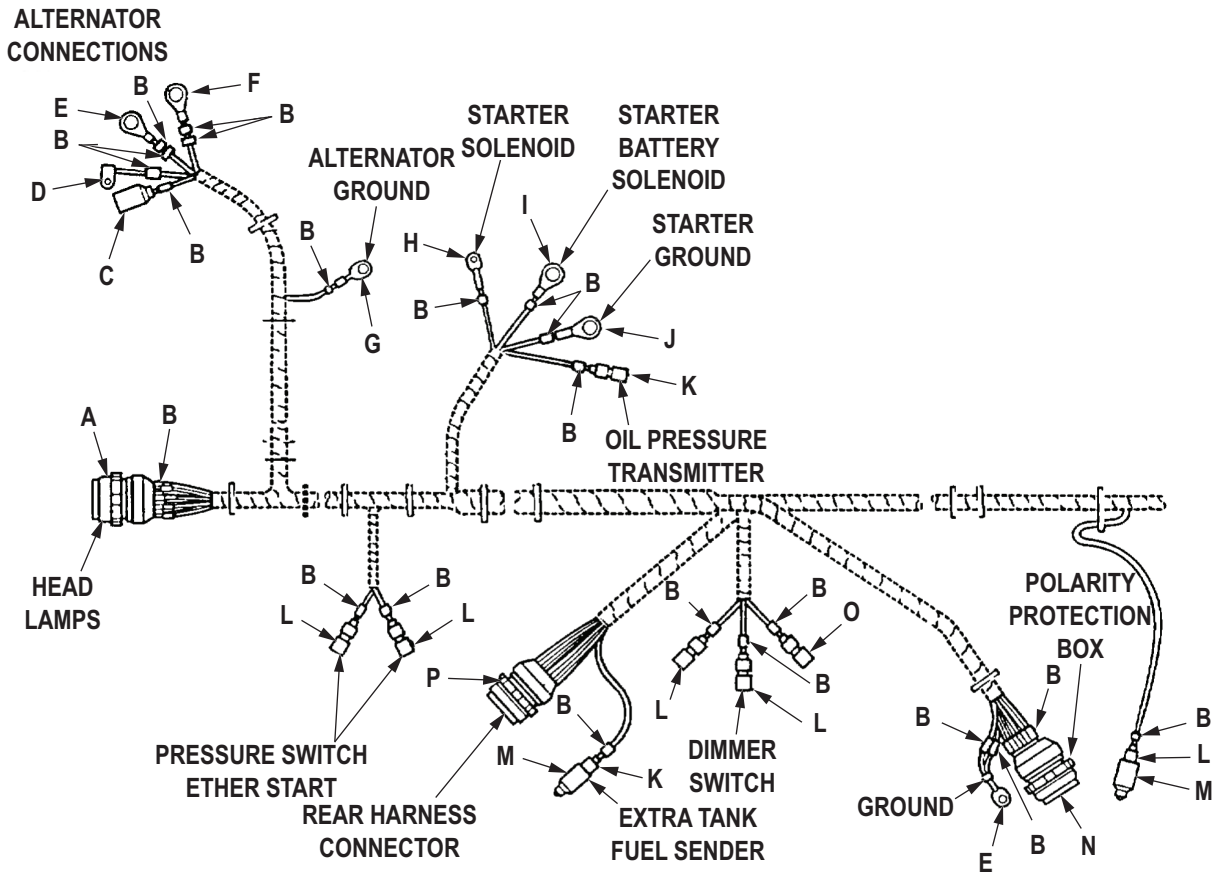 ALTERNATOR
CONNECTIONS
B
F
E
B
B
D
C
B
ALTERNATOR
GROUND
B
G
STARTER
SOLENOID
H
B
STARTER
BATTERY
SOLENOID
I
B
STARTER
GROUND
J
K
B
OIL PRESSURE
TRANSMITTER
A
B
HEAD
LAMPS
B
B
L
L
PRESSURE SWITCH
ETHER START
P
REAR HARNESS
CONNECTOR
B
M
K
EXTRA TANK
FUEL SENDER
B
B
O
L
B
L
DIMMER
SWITCH
POLARITY
PROTECTION
BOX
B
B
GROUND
E
B
N
B
L
M